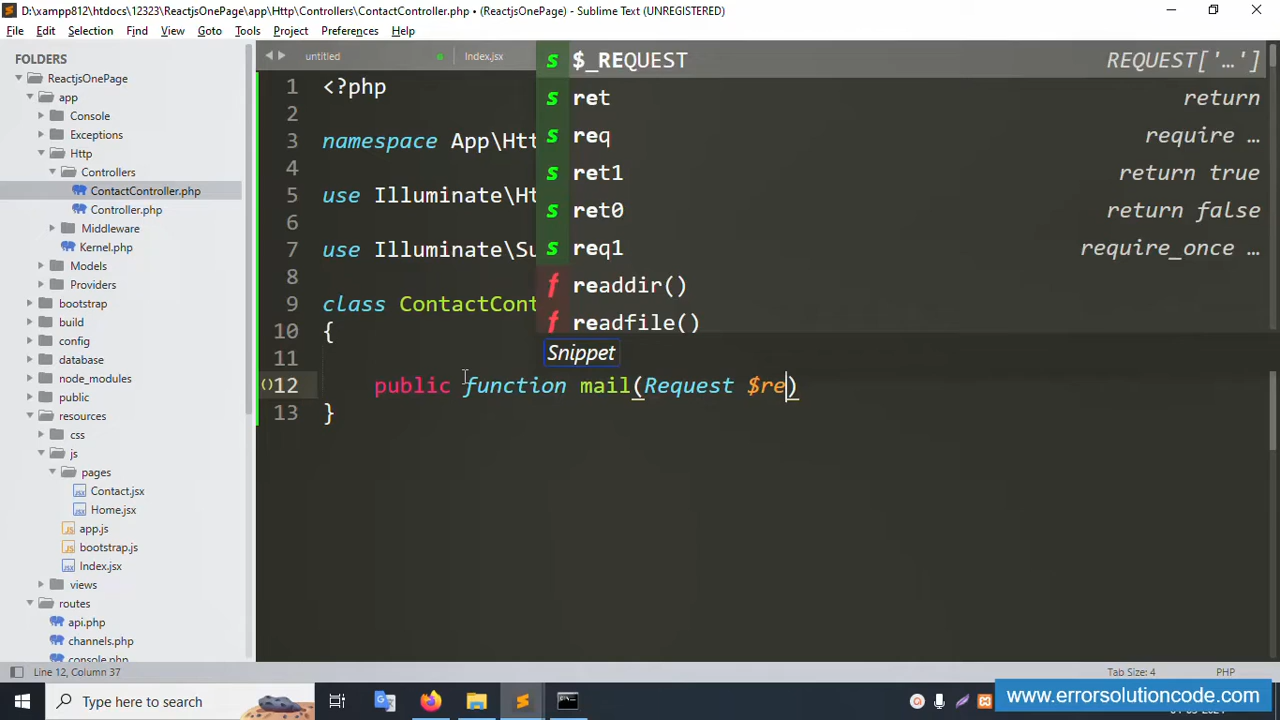 D:\xampp812\htdocs\12323\ReactjsOnePage\app\Http\Controllers\ContactController.php • (ReactjsOnePage) - Sublime Text (UNREGISTERED)
File Edit Selection Find View Goto Tools Project Preferences Help
FOLDERS
ReactjsOnePage
app
Console
Exceptions
Http
Controllers
ContactController.php
Controller.php
Middleware
Kernel.php
Models
Providers
bootstrap
build
config
database
node_modules
public
resources
css
js
pages
Contact.jsx
Home.jsx
app.js
bootstrap.js
Index.jsx
views
routes
api.php
channels.php
console.php
untitled Index.jsx
1 <?php
2
3 namespace App\Htt
4
5 use Illuminate\Ht
6
7 use Illuminate\Su
8
9 class ContactCont
10 {
11
12 public function mail(Request $re)
13 }
s $_REQUEST REQUEST['…']
s ret return
s req require …
s ret1 return true
s ret0 return false
s req1 require_once …
f readdir()
f readfile()
Snippet
Line 12, Column 37 Tab Size: 4 PHP
Type here to search
www.errorsolutioncode.com